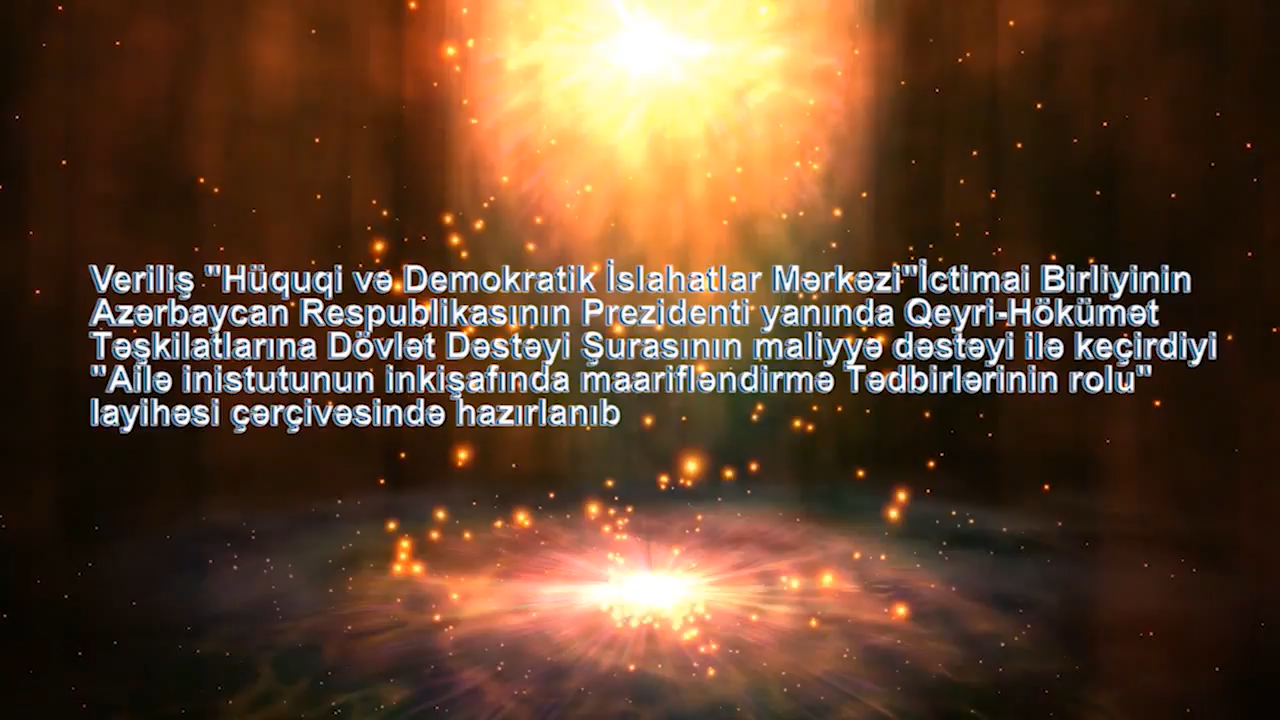 Veriliş "Hüquqi və Demokratik İslahatlar Mərkəzi"İctimai Birliyinin
Azərbaycan Respublikasının Prezidenti yanında Qeyri-Hökümət
Təşkilatlarına Dövlət Dəstəyi Şurasının maliyyə dəstəyi ilə keçirdiyi
"Ailə inistutunun inkişafında maarifləndirmə Tədbirlərinin rolu"
layihəsi çərçivəsində hazırlanıb